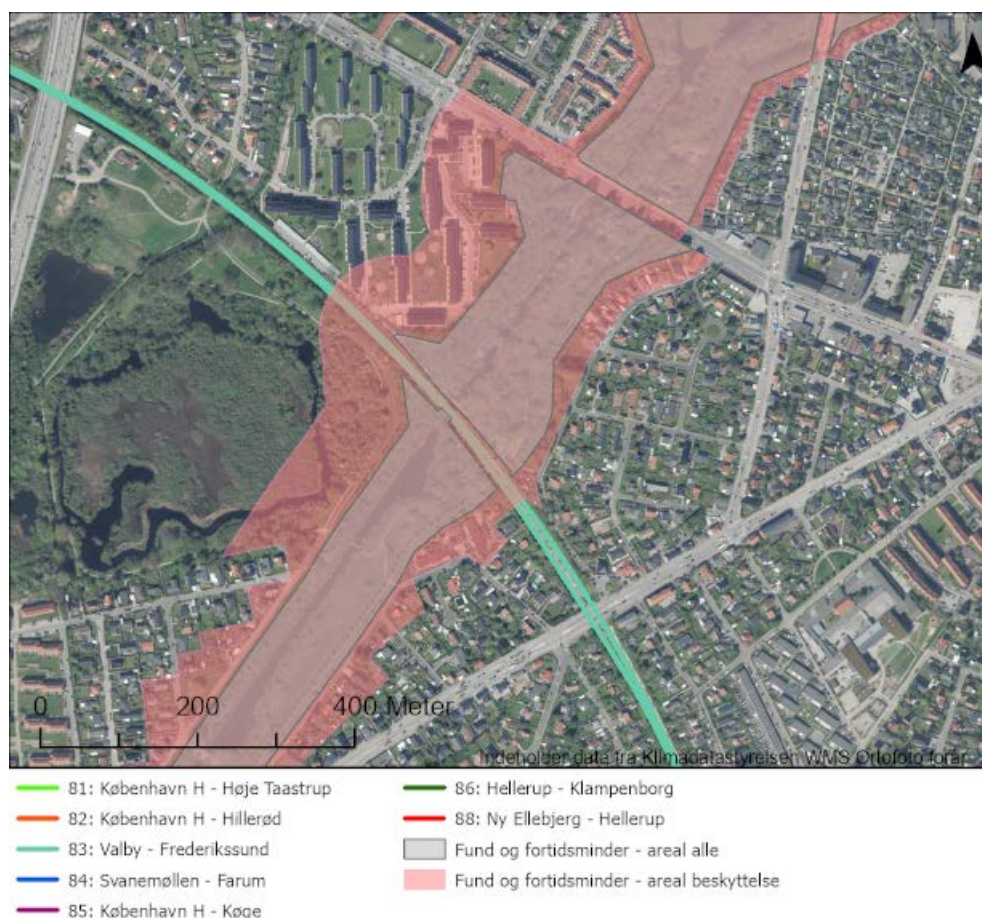 0 200 400 Meter
Indeholder data fra Klimadatastyrelsen WMS Ortofoto forår
81: København H - Høje Taastrup
82: København H - Hillerød
83: Valby - Frederikssund
84: Svanemøllen - Farum
85: København H - Køge
86: Hellerup - Klampenborg
88: Ny Ellebjerg - Hellerup
Fund og fortidsminder - areal alle
Fund og fortidsminder - areal beskyttelse